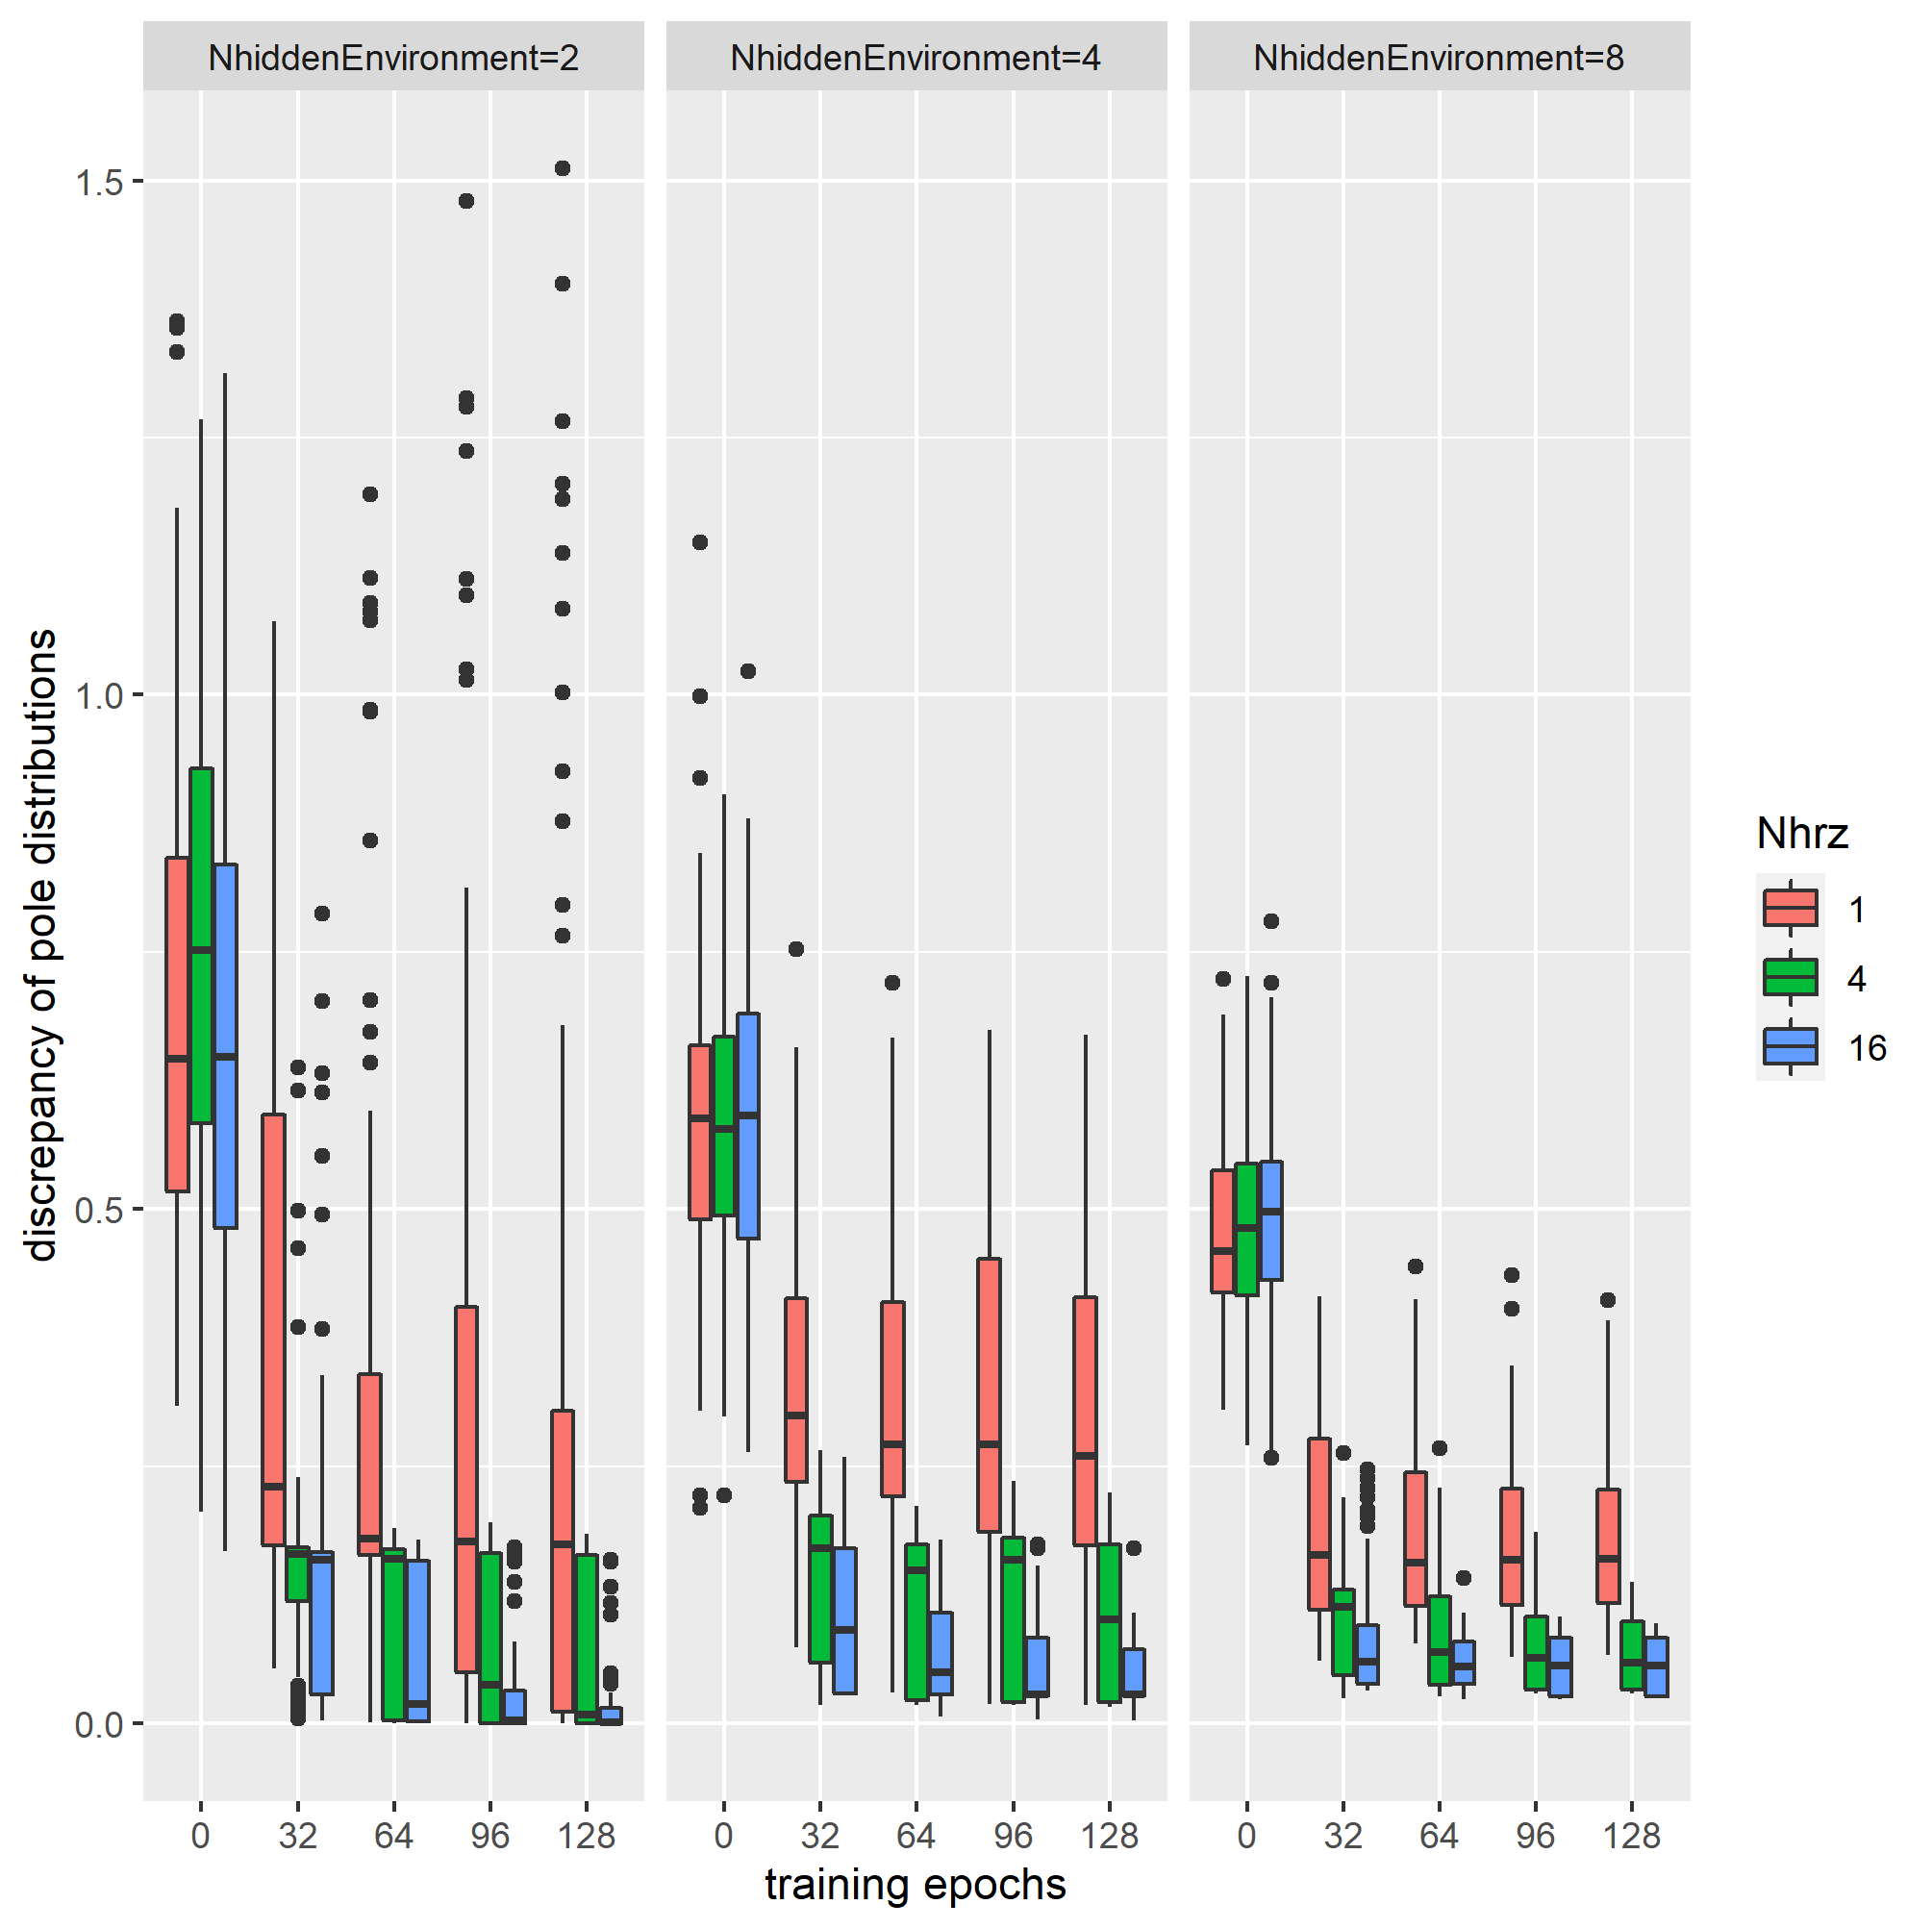 NhiddenEnvironment=2 NhiddenEnvironment=4 NhiddenEnvironment=8
discrepancy of pole distributions
1.5
1.0
0.5
0.0
0 32 64 96 128 0 32 64 96 128 0 32 64 96 128
training epochs
Nhrz
1
4
16